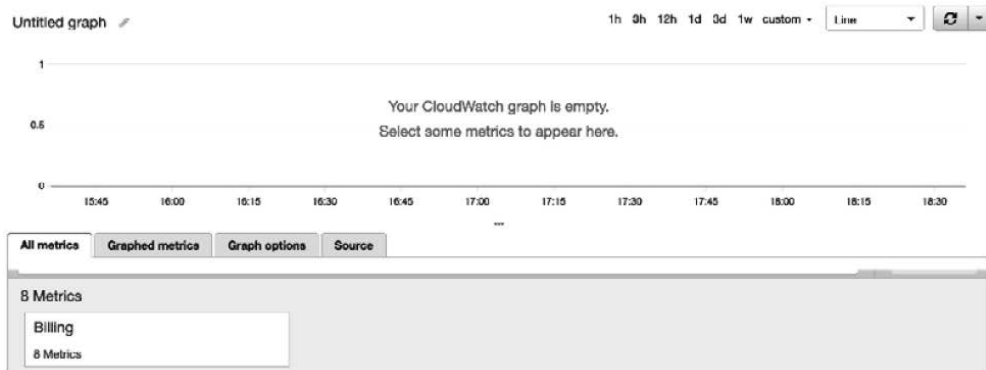 Untitled graph
1h 3h 12h 1d 3d 1w custom Line
1
Your CloudWatch graph is empty.
0.5
Select some metrics to appear here.
0
15:45 16:00 16:15 16:30 16:45 17:00 17:15 17:30 17:45 18:00 18:15 18:30
...
All metrics Graphed metrics Graph options Source
8 Metrics
Billing
8 Metrics